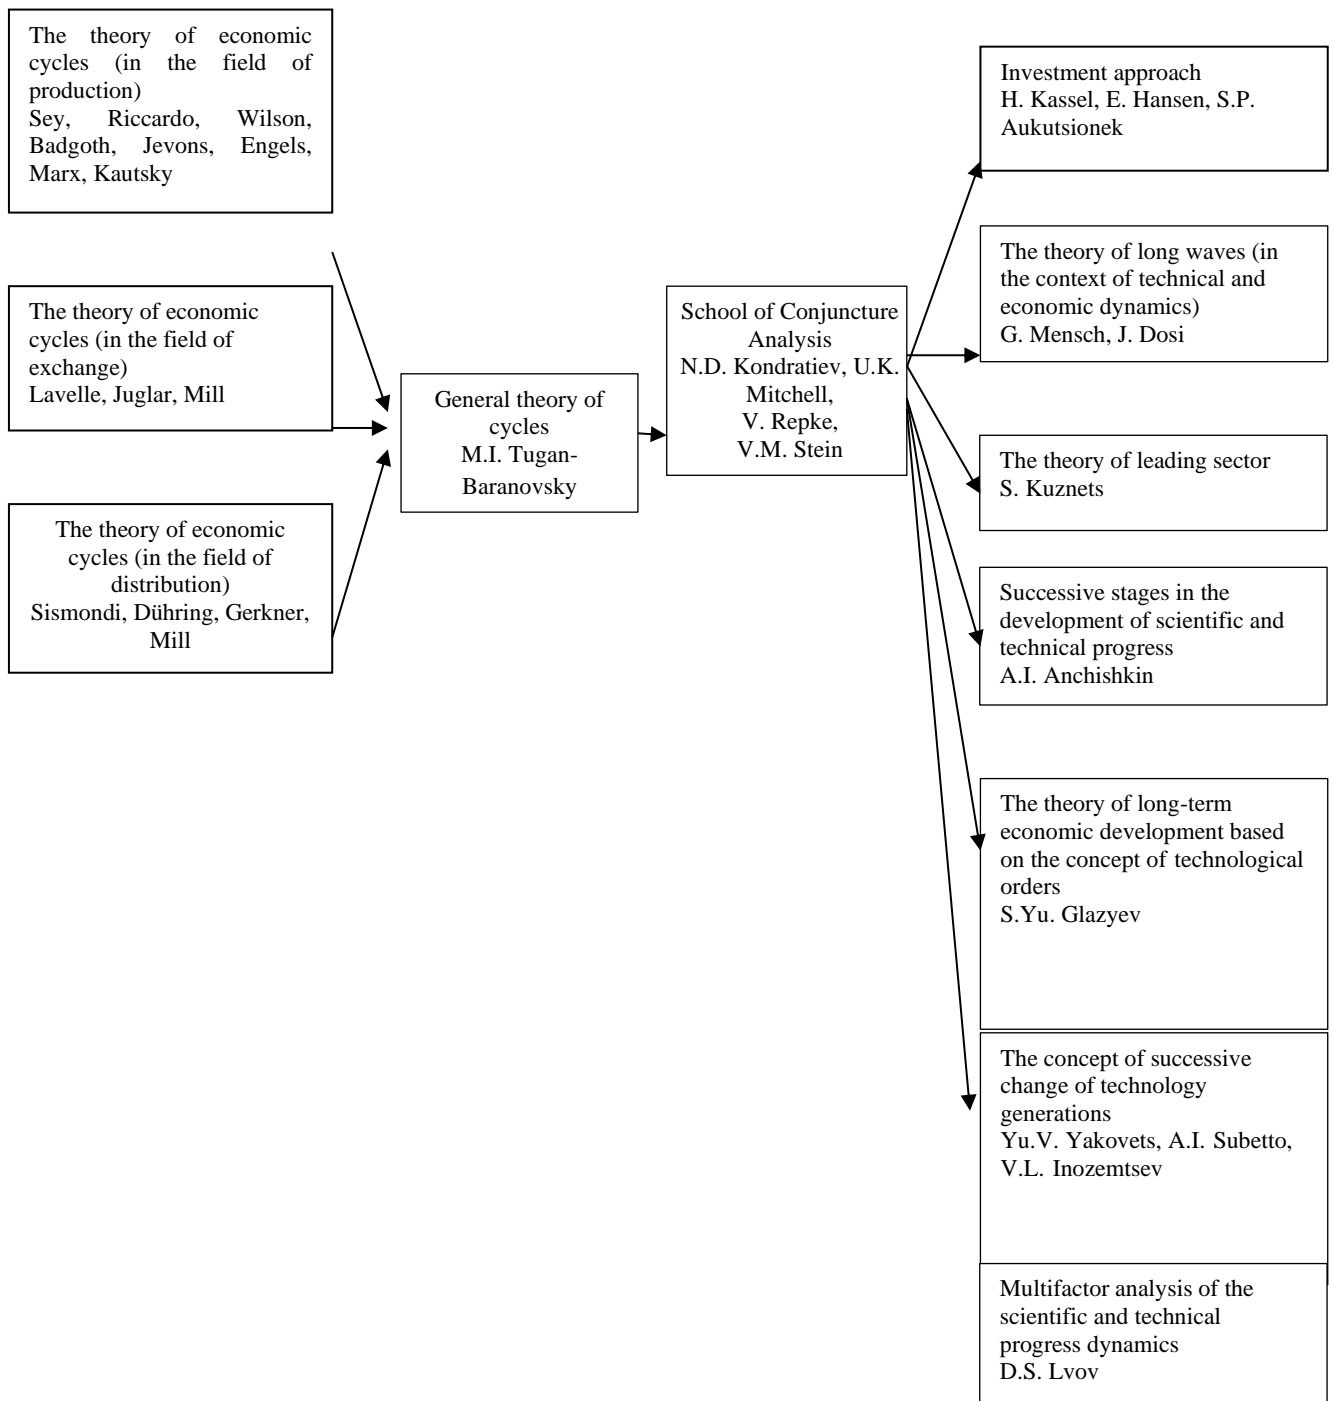 The theory of economic
cycles (in the field of
production)
Sey, Riccardo, Wilson,
Badgoth, Jevons, Engels,
Marx, Kautsky
The theory of economic
cycles (in the field of
exchange)
Lavelle, Juglar, Mill
The theory of economic
cycles (in the field of
distribution)
Sismondi, Dühring, Gerkner,
Mill
General theory of
cycles
M.I. Tugan-
Baranovsky
School of Conjuncture
Analysis
N.D. Kondratiev, U.K.
Mitchell,
V. Repke,
V.M. Stein
Investment approach
H. Kassel, E. Hansen, S.P.
Aukutsionek
The theory of long waves (in
the context of technical and
economic dynamics)
G. Mensch, J. Dosi
The theory of leading sector
S. Kuznets
Successive stages in the
development of scientific and
technical progress
A.I. Anchishkin
The theory of long-term
economic development based
on the concept of technological
orders
S.Yu. Glazyev
The concept of successive
change of technology
generations
Yu.V. Yakovets, A.I. Subetto,
V.L. Inozemtsev
Multifactor analysis of the
scientific and technical
progress dynamics
D.S. Lvov